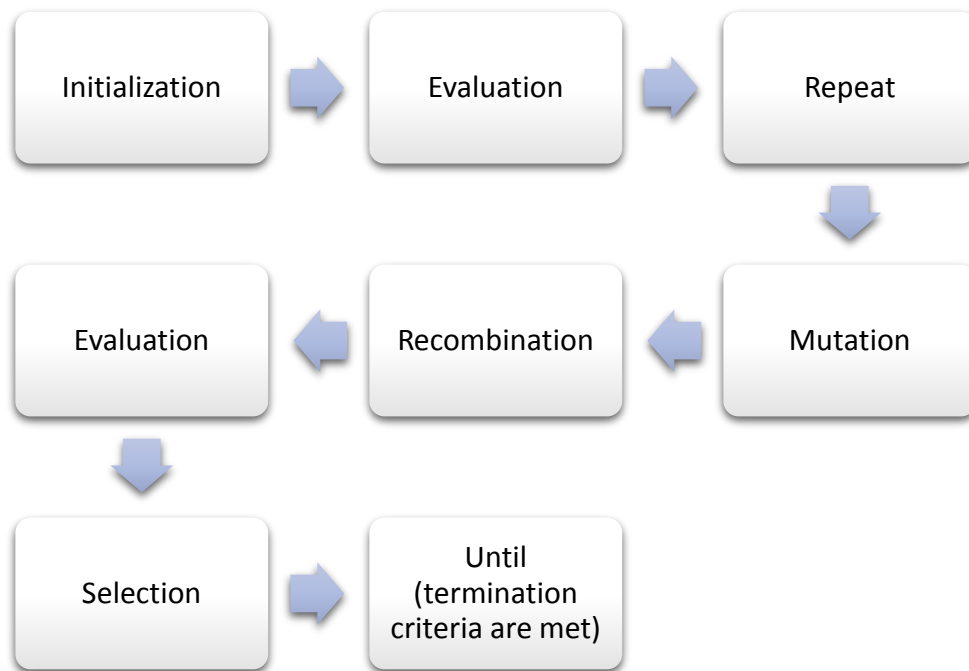 Initialization
Evaluation
Repeat
Mutation
Recombination
Evaluation
Selection
Until
(termination
criteria are met)